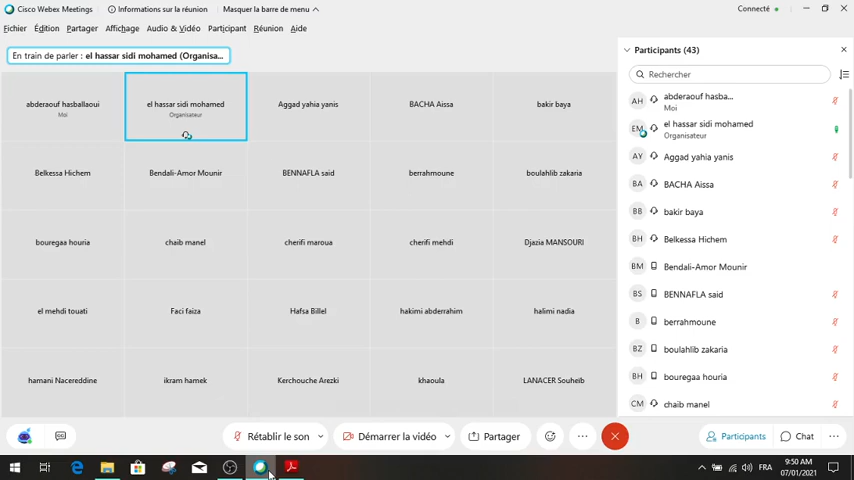 Cisco Webex Meetings
Informations sur la réunion
Masquer la barre de menu
Connecté
Fichier
Édition
Partager
Affichage
Audio & Vidéo
Participant
Réunion
Aide
En train de parler : el hassar sidi mohamed (Organisa...
abderaouf hasballaoui
Moi
el hassar sidi mohamed
Organisateur
Aggad yahia yanis
BACHA Aissa
bakir baya
Belkessa Hichem
Bendali-Amor Mounir
BENNAFLA said
berrahmoune
boulahlib zakaria
bouregaa houria
chaib manel
cherifi maroua
cherifi mehdi
Djazia MANSOURI
el mehdi touati
Faci faiza
Hafsa Billel
hakimi abderrahim
halimi nadia
hamani Nacereddine
ikram hamek
Kerchouche Arezki
khaoula
LANACER Souheib
Participants (43)
Rechercher
AH abderaouf hasba...
Moi
EM el hassar sidi mohamed
Organisateur
AY Aggad yahia yanis
BA BACHA Aissa
BB bakir baya
BH Belkessa Hichem
BM Bendali-Amor Mounir
BS BENNAFLA said
B berrahmoune
BZ boulahlib zakaria
BH bouregaa houria
CM chaib manel
Rétablir le son
Démarrer la vidéo
Partager
Participants
Chat
FRA
9:50 AM
07/01/2021